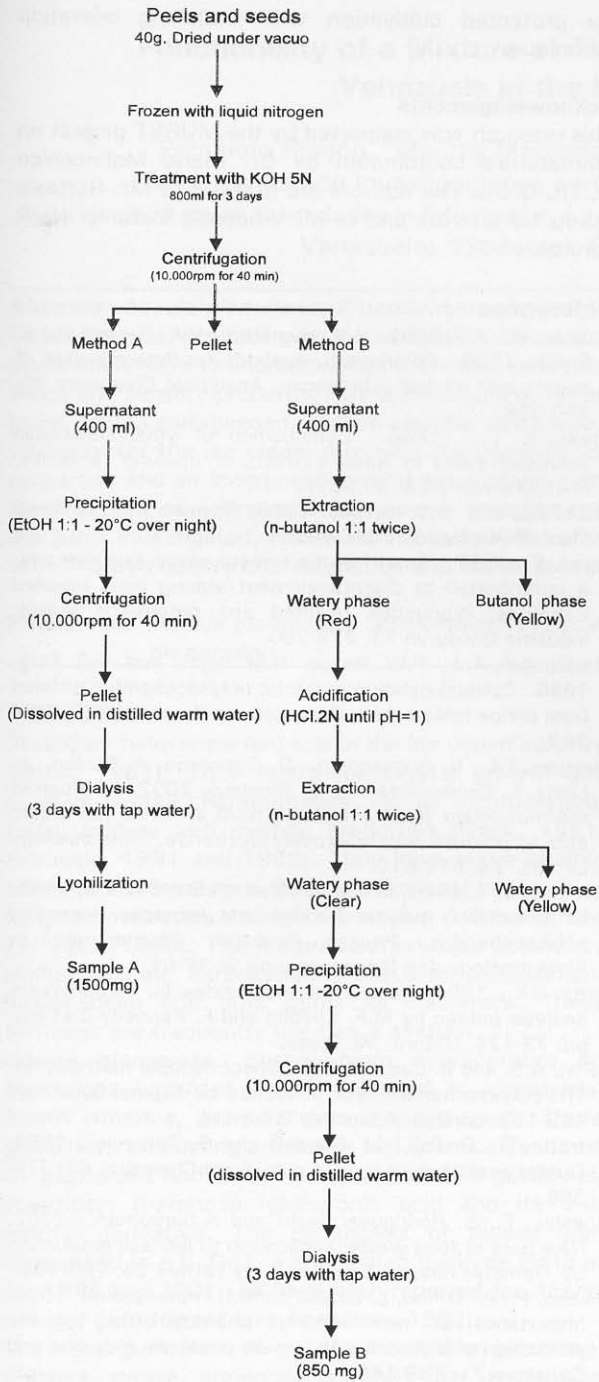 Peels and seeds
40g. Dried under vacuo
Frozen with liquid nitrogen
Treatment with KOH 5N
800ml for 3 days
Centrifugation
(10.000rpm for 40 min)
Method A
Pellet
Method B
Supernatant
(400 ml)
Supernatant
(400 ml)
Precipitation
(EtOH 1:1 - 20°C over night)
Extraction
(n-butanol 1:1 twice)
Centrifugation
(10.000rpm for 40 min)
Watery phase
(Red)
Butanol phase
(Yellow)
Pellet
(Dissolved in distilled warm water)
Acidification
(HCl.2N until pH=1)
Dialysis
(3 days with tap water)
Extraction
(n-butanol 1:1 twice)
Lyohilization
Watery phase
(Clear)
Watery phase
(Yellow)
Sample A
(1500mg)
Precipitation
(EtOH 1:1 -20°C over night)
Centrifugation
(10.000rpm for 40 min)
Pellet
(dissolved in distilled warm water)
Dialysis
(3 days with tap water)
Sample B
(850 mg)